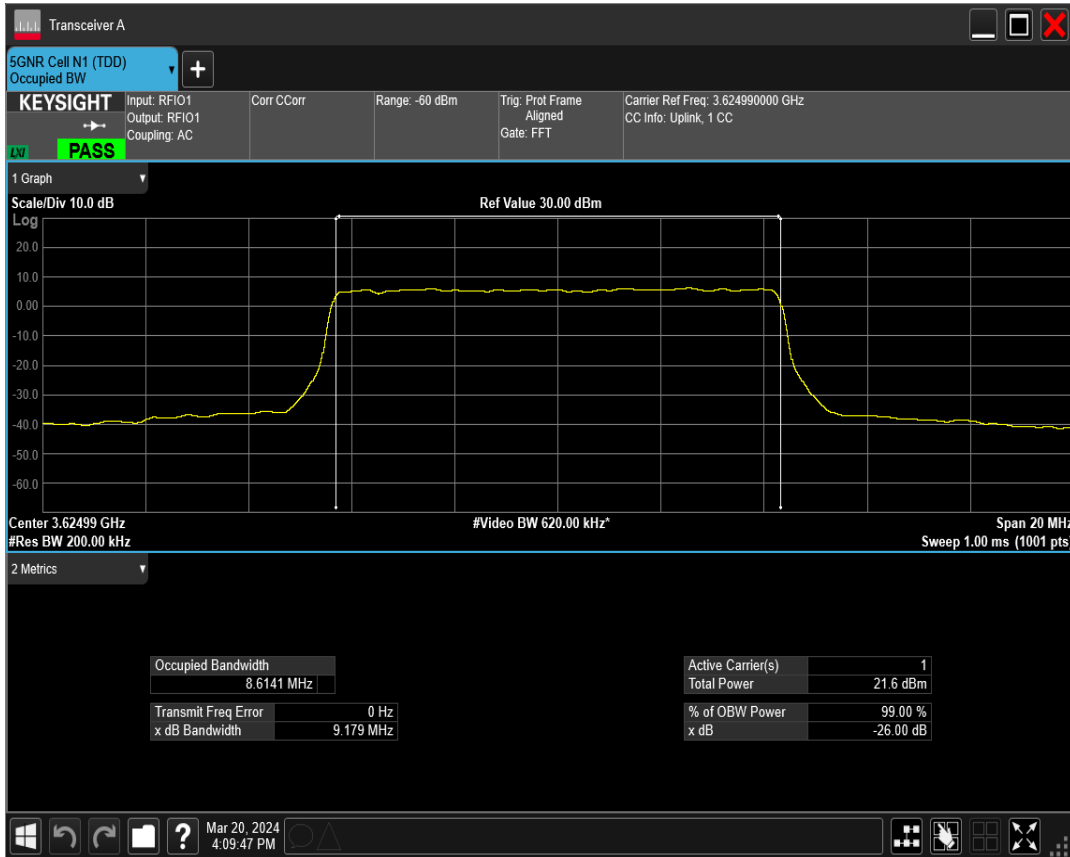 Transceiver A
5GNR Cell N1 (TDD)
Occupied BW
+
KEYSIGHT
LXI
PASS
Input: RFIO1
Output: RFIO1
Coupling: AC
Corr CCorr
Range: -60 dBm
Trig: Prot Frame
Aligned
Gate: FFT
Carrier Ref Freq: 3.624990000 GHz
CC Info: Uplink, 1 CC
1 Graph
Scale/Div 10.0 dB
Ref Value 30.00 dBm
Log
20.0
10.0
0.00
-10.0
-20.0
-30.0
-40.0
-50.0
-60.0
Center 3.62499 GHz
#Video BW 620.00 kHz*
Span 20 MHz
#Res BW 200.00 kHz
Sweep 1.00 ms (1001 pts)
2 Metrics
Occupied Bandwidth
8.6141 MHz
Transmit Freq Error 0 Hz
x dB Bandwidth 9.179 MHz
Active Carrier(s) 1
Total Power 21.6 dBm
% of OBW Power 99.00 %
x dB -26.00 dB
?
Mar 20, 2024
4:09:47 PM